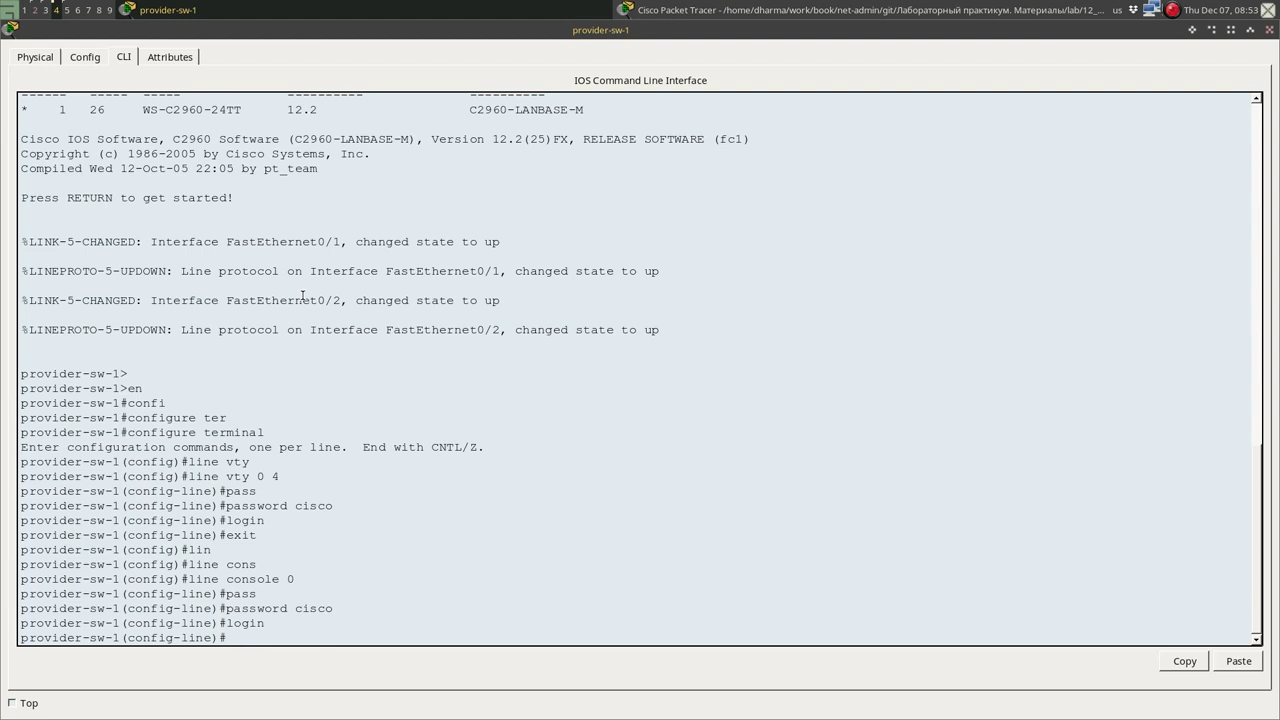 1 2 3 4 5 6 7 8 9 provider-sw-1 Cisco Packet Tracer - /home/dharma/work/book/net-admin/git/Лабораторный практикум. Материалы/lab/12_... us Thu Dec 07, 08:53
provider-sw-1
Physical Config CLI Attributes
IOS Command Line Interface
------ ----- ----- ---------- ----------
* 1 26 WS-C2960-24TT 12.2 C2960-LANBASE-M
Cisco IOS Software, C2960 Software (C2960-LANBASE-M), Version 12.2(25)FX, RELEASE SOFTWARE (fc1)
Copyright (c) 1986-2005 by Cisco Systems, Inc.
Compiled Wed 12-Oct-05 22:05 by pt_team
Press RETURN to get started!
%LINK-5-CHANGED: Interface FastEthernet0/1, changed state to up
%LINEPROTO-5-UPDOWN: Line protocol on Interface FastEthernet0/1, changed state to up
%LINK-5-CHANGED: Interface FastEthernet0/2, changed state to up
%LINEPROTO-5-UPDOWN: Line protocol on Interface FastEthernet0/2, changed state to up
provider-sw-1>
provider-sw-1>en
provider-sw-1#confi
provider-sw-1#configure ter
provider-sw-1#configure terminal
Enter configuration commands, one per line.  End with CNTL/Z.
provider-sw-1(config)#line vty
provider-sw-1(config)#line vty 0 4
provider-sw-1(config-line)#pass
provider-sw-1(config-line)#password cisco
provider-sw-1(config-line)#login
provider-sw-1(config-line)#exit
provider-sw-1(config)#lin
provider-sw-1(config)#line cons
provider-sw-1(config)#line console 0
provider-sw-1(config-line)#pass
provider-sw-1(config-line)#password cisco
provider-sw-1(config-line)#login
provider-sw-1(config-line)#
Copy Paste
Top